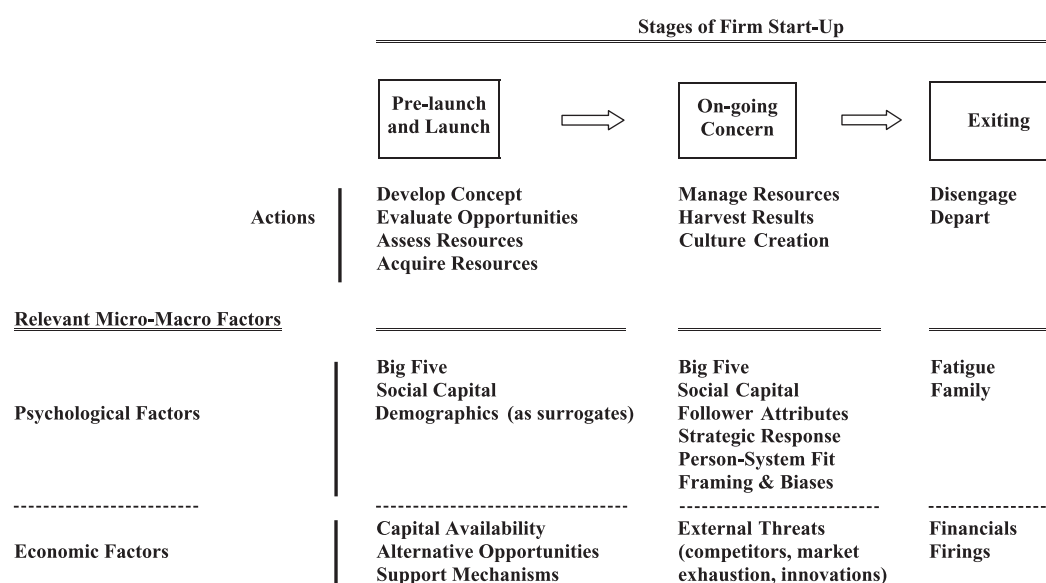 Stages of Firm Start-Up
Pre-launch
and Launch
On-going
Concern
Exiting
Actions
Develop Concept
Evaluate Opportunities
Assess Resources
Acquire Resources
Manage Resources
Harvest Results
Culture Creation
Disengage
Depart
Relevant Micro-Macro Factors
Psychological Factors
Big Five
Social Capital
Demographics (as surrogates)
Big Five
Social Capital
Follower Attributes
Strategic Response
Person-System Fit
Framing & Biases
Fatigue
Family
Economic Factors
Capital Availability
Alternative Opportunities
Support Mechanisms
External Threats
(competitors, market
exhaustion, innovations)
Financials
Firings